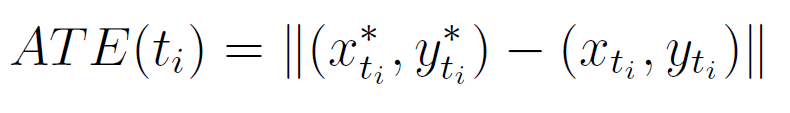 ATE(t_i) = ‖(x^*_{t_i}, y^*_{t_i}) − (x_{t_i}, y_{t_i})‖